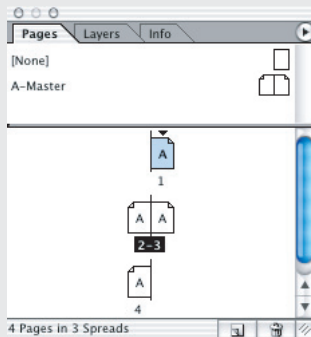 Pages Layers Info
[None]
A-Master
A
1
A A
2-3
A
4
4 Pages in 3 Spreads